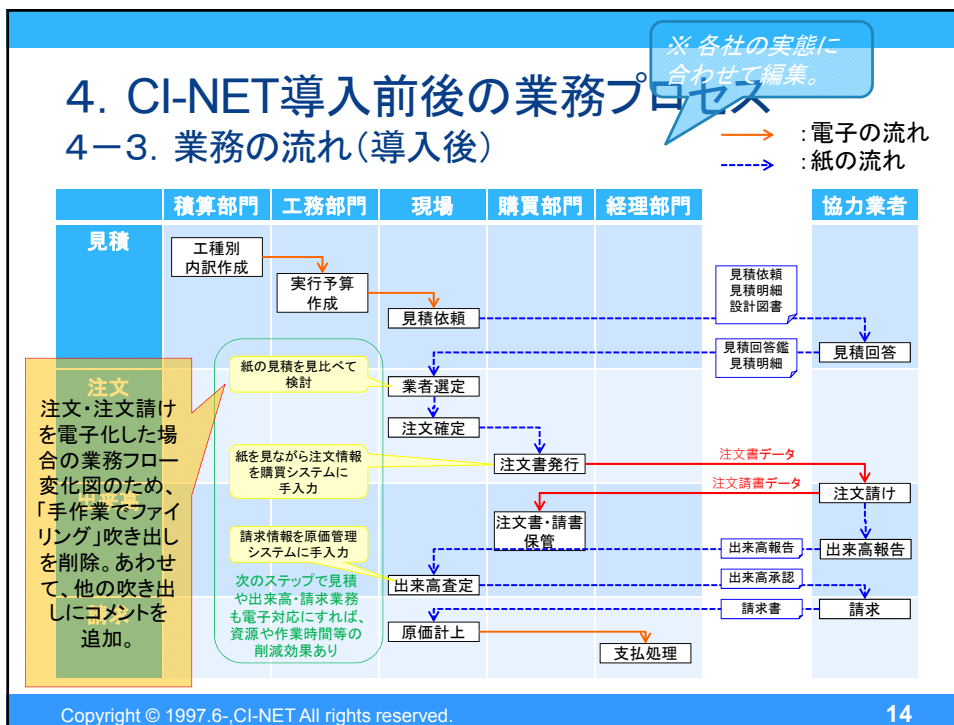 ※ 各社の実態に
合わせて編集。
4．CI-NET導入前後の業務プロセス
4－3．業務の流れ（導入後）
：電子の流れ
：紙の流れ
積算部門
工務部門
現場
購買部門
経理部門
協力業者
見積
工種別
内訳作成
実行予算
作成
見積依頼
見積依頼
見積明細
設計図書
見積回答鑑
見積明細
見積回答
紙の見積を見比べて
検討
業者選定
注文
注文・注文請け
を電子化した場
合の業務フロー
変化図のため、
「手作業でファイ
リング」吹き出し
を削除。あわせ
て、他の吹き出
しにコメントを
追加。
注文確定
紙を見ながら注文情報
を購買システムに
手入力
注文書発行
注文書データ
注文請書データ
注文請け
出来高
注文書・請書
保管
請求情報を原価管理
システムに手入力
出来高報告
出来高報告
出来高査定
出来高承認
次のステップで見積
や出来高・請求業務
も電子対応にすれば、
資源や作業時間等の
削減効果あり
請求
請求書
請求
原価計上
支払処理
Copyright © 1997.6-,CI-NET All rights reserved.
14